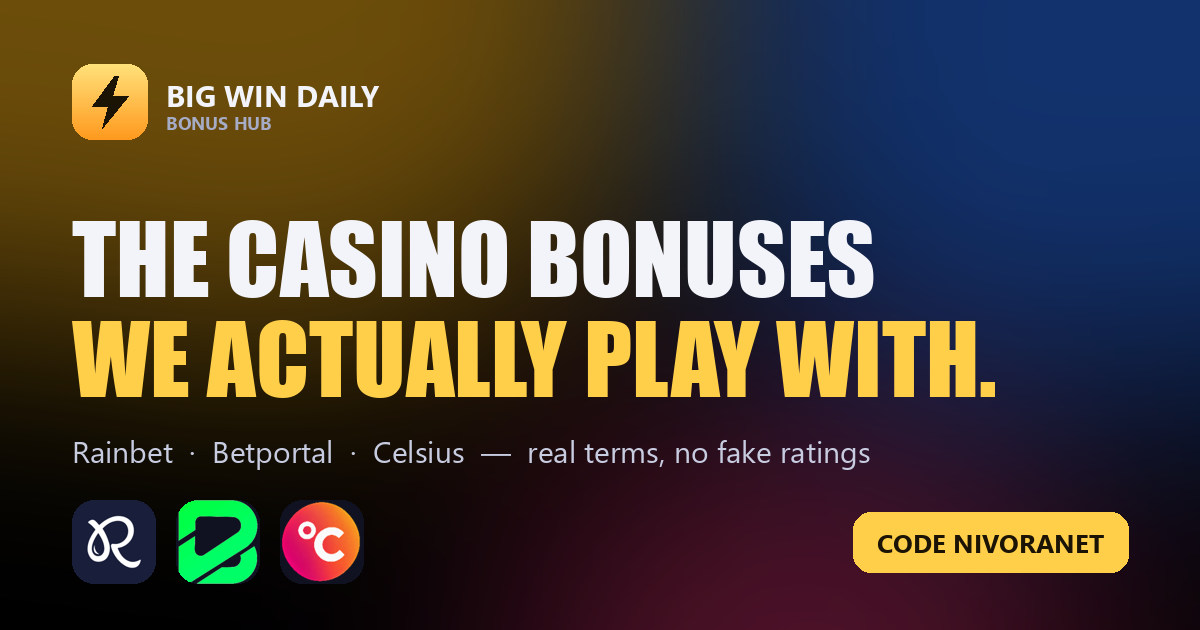 BIG WIN DAILY
BONUS HUB
THE CASINO BONUSES
WE ACTUALLY PLAY WITH.
Rainbet · Betportal · Celsius — real terms, no fake ratings
°C
CODE NIVORANET